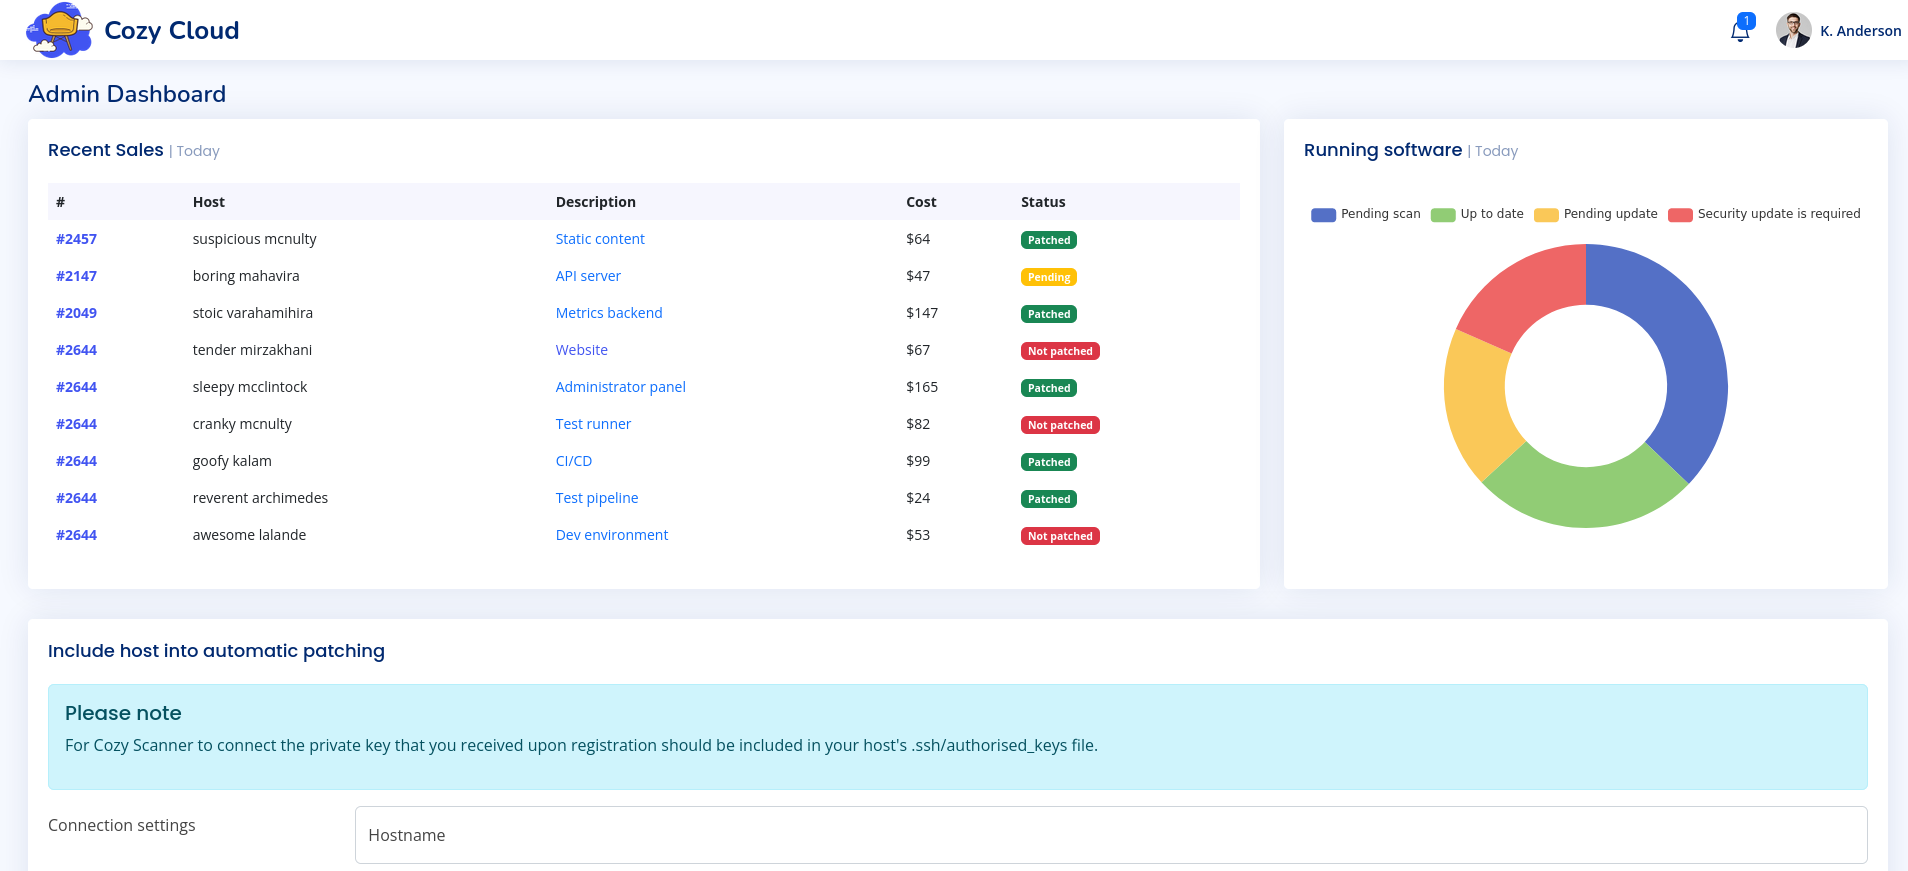 Cozy Cloud
1
K. Anderson
Admin Dashboard
Recent Sales | Today
# Host Description Cost Status
#2457 suspicious mcnulty Static content $64 Patched
#2147 boring mahavira API server $47 Pending
#2049 stoic varahamihira Metrics backend $147 Patched
#2644 tender mirzakhani Website $67 Not patched
#2644 sleepy mcclintock Administrator panel $165 Patched
#2644 cranky mcnulty Test runner $82 Not patched
#2644 goofy kalam CI/CD $99 Patched
#2644 reverent archimedes Test pipeline $24 Patched
#2644 awesome lalande Dev environment $53 Not patched
Running software | Today
Pending scan Up to date Pending update Security update is required
Include host into automatic patching
Please note
For Cozy Scanner to connect the private key that you received upon registration should be included in your host's .ssh/authorised_keys file.
Connection settings
Hostname